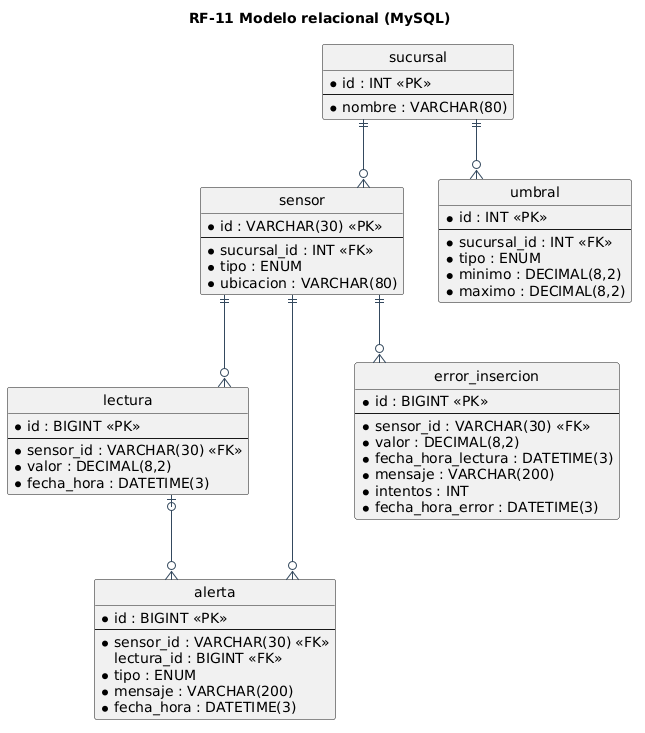 RF-11 Modelo relacional (MySQL)
sucursal
id : INT «PK»
nombre : VARCHAR(80)
sensor
id : VARCHAR(30) «PK»
sucursal_id : INT «FK»
tipo : ENUM
ubicacion : VARCHAR(80)
umbral
id : INT «PK»
sucursal_id : INT «FK»
tipo : ENUM
minimo : DECIMAL(8,2)
maximo : DECIMAL(8,2)
lectura
id : BIGINT «PK»
sensor_id : VARCHAR(30) «FK»
valor : DECIMAL(8,2)
fecha_hora : DATETIME(3)
error_insercion
id : BIGINT «PK»
sensor_id : VARCHAR(30) «FK»
valor : DECIMAL(8,2)
fecha_hora_lectura : DATETIME(3)
mensaje : VARCHAR(200)
intentos : INT
fecha_hora_error : DATETIME(3)
alerta
id : BIGINT «PK»
sensor_id : VARCHAR(30) «FK»
lectura_id : BIGINT «FK»
tipo : ENUM
mensaje : VARCHAR(200)
fecha_hora : DATETIME(3)